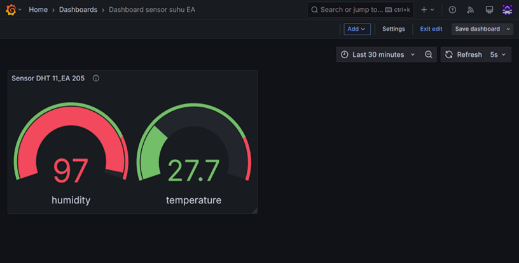 Home > Dashboards > Dashboard sensor suhu EA
Search or jump to... ctrl+k
Add Settings Exit edit Save dashboard
Last 30 minutes Refresh 5s
Sensor DHT 11_EA 205
97 27.7
humidity temperature